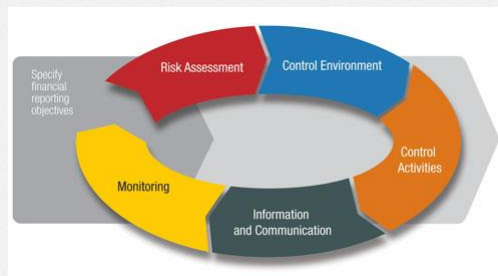 Specify
financial
reporting
objectives
Risk Assessment
Control Environment
Control
Activities
Information
and Communication
Monitoring